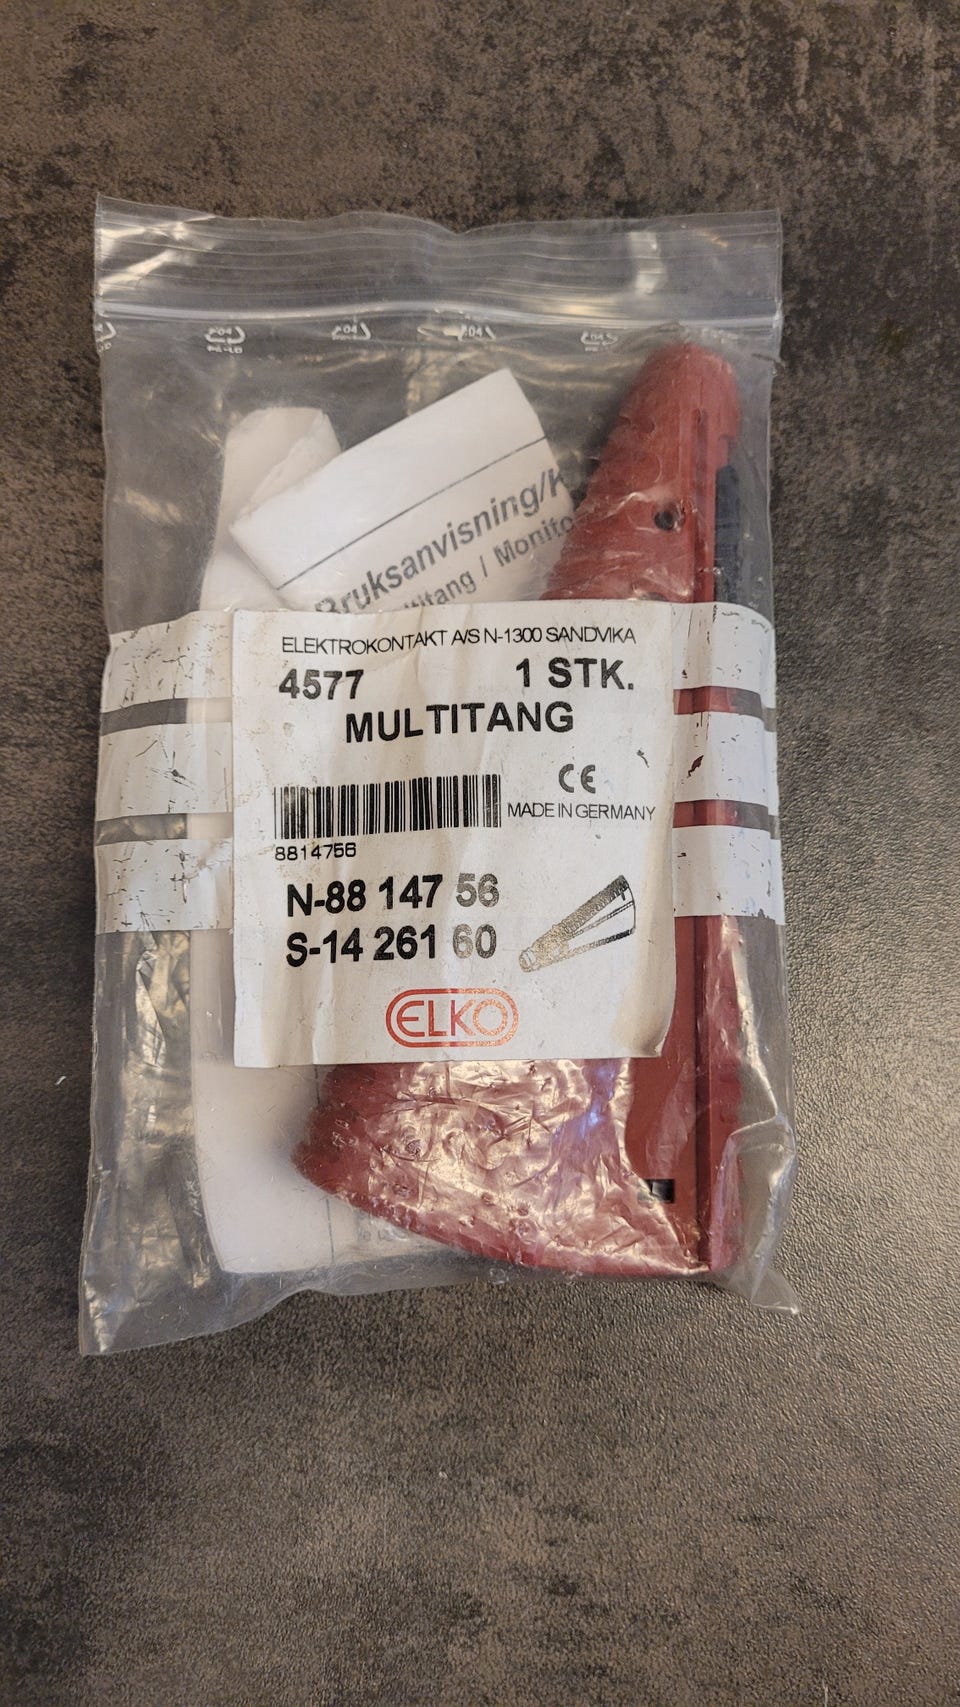 Bruksanvisning/
/ Monito
ELEKTROKONTAKT A/S N-1300 SANDVIKA
4577 1 STK.
MULTITANG
CE
MADE IN GERMANY
8814756
N-88 147 56
S-14 261 60
ELKO